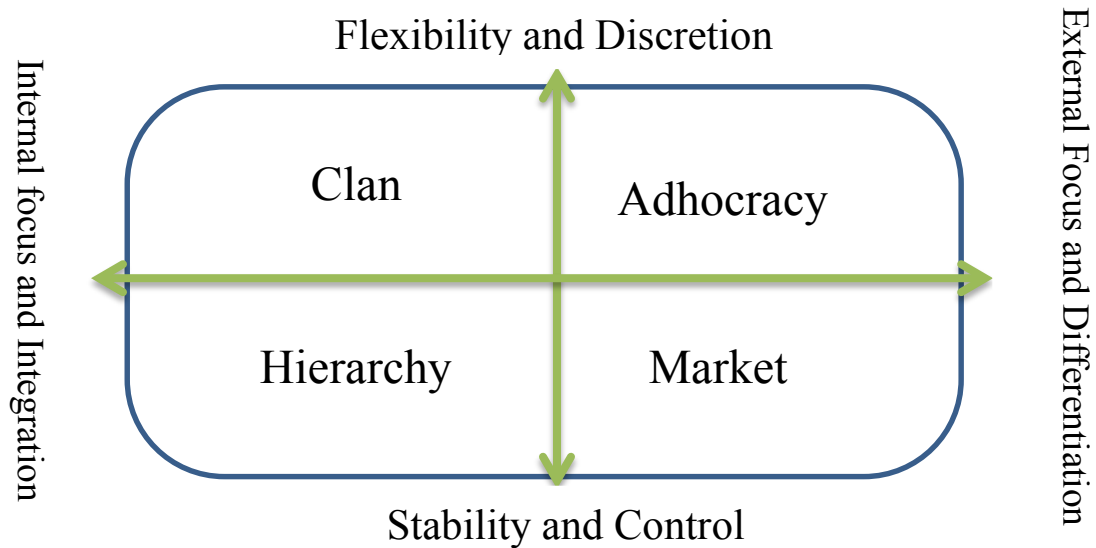 Flexibility and Discretion
Internal focus and Integration
External Focus and Differentiation
Clan
Adhocracy
Hierarchy
Market
Stability and Control